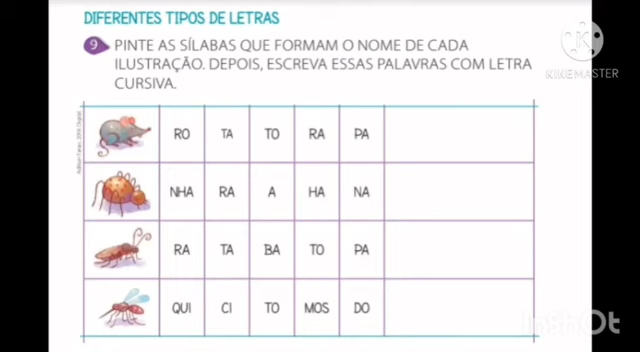 DIFERENTES TIPOS DE LETRAS
9 PINTE AS SÍLABAS QUE FORMAM O NOME DE CADA
ILUSTRAÇÃO. DEPOIS, ESCREVA ESSAS PALAVRAS COM LETRA
CURSIVA.
KINEMASTER
RO TA TO RA PA
NHA RA A HA NA
RA TA BA TO PA
QUI CI TO MOS DO
InShOt